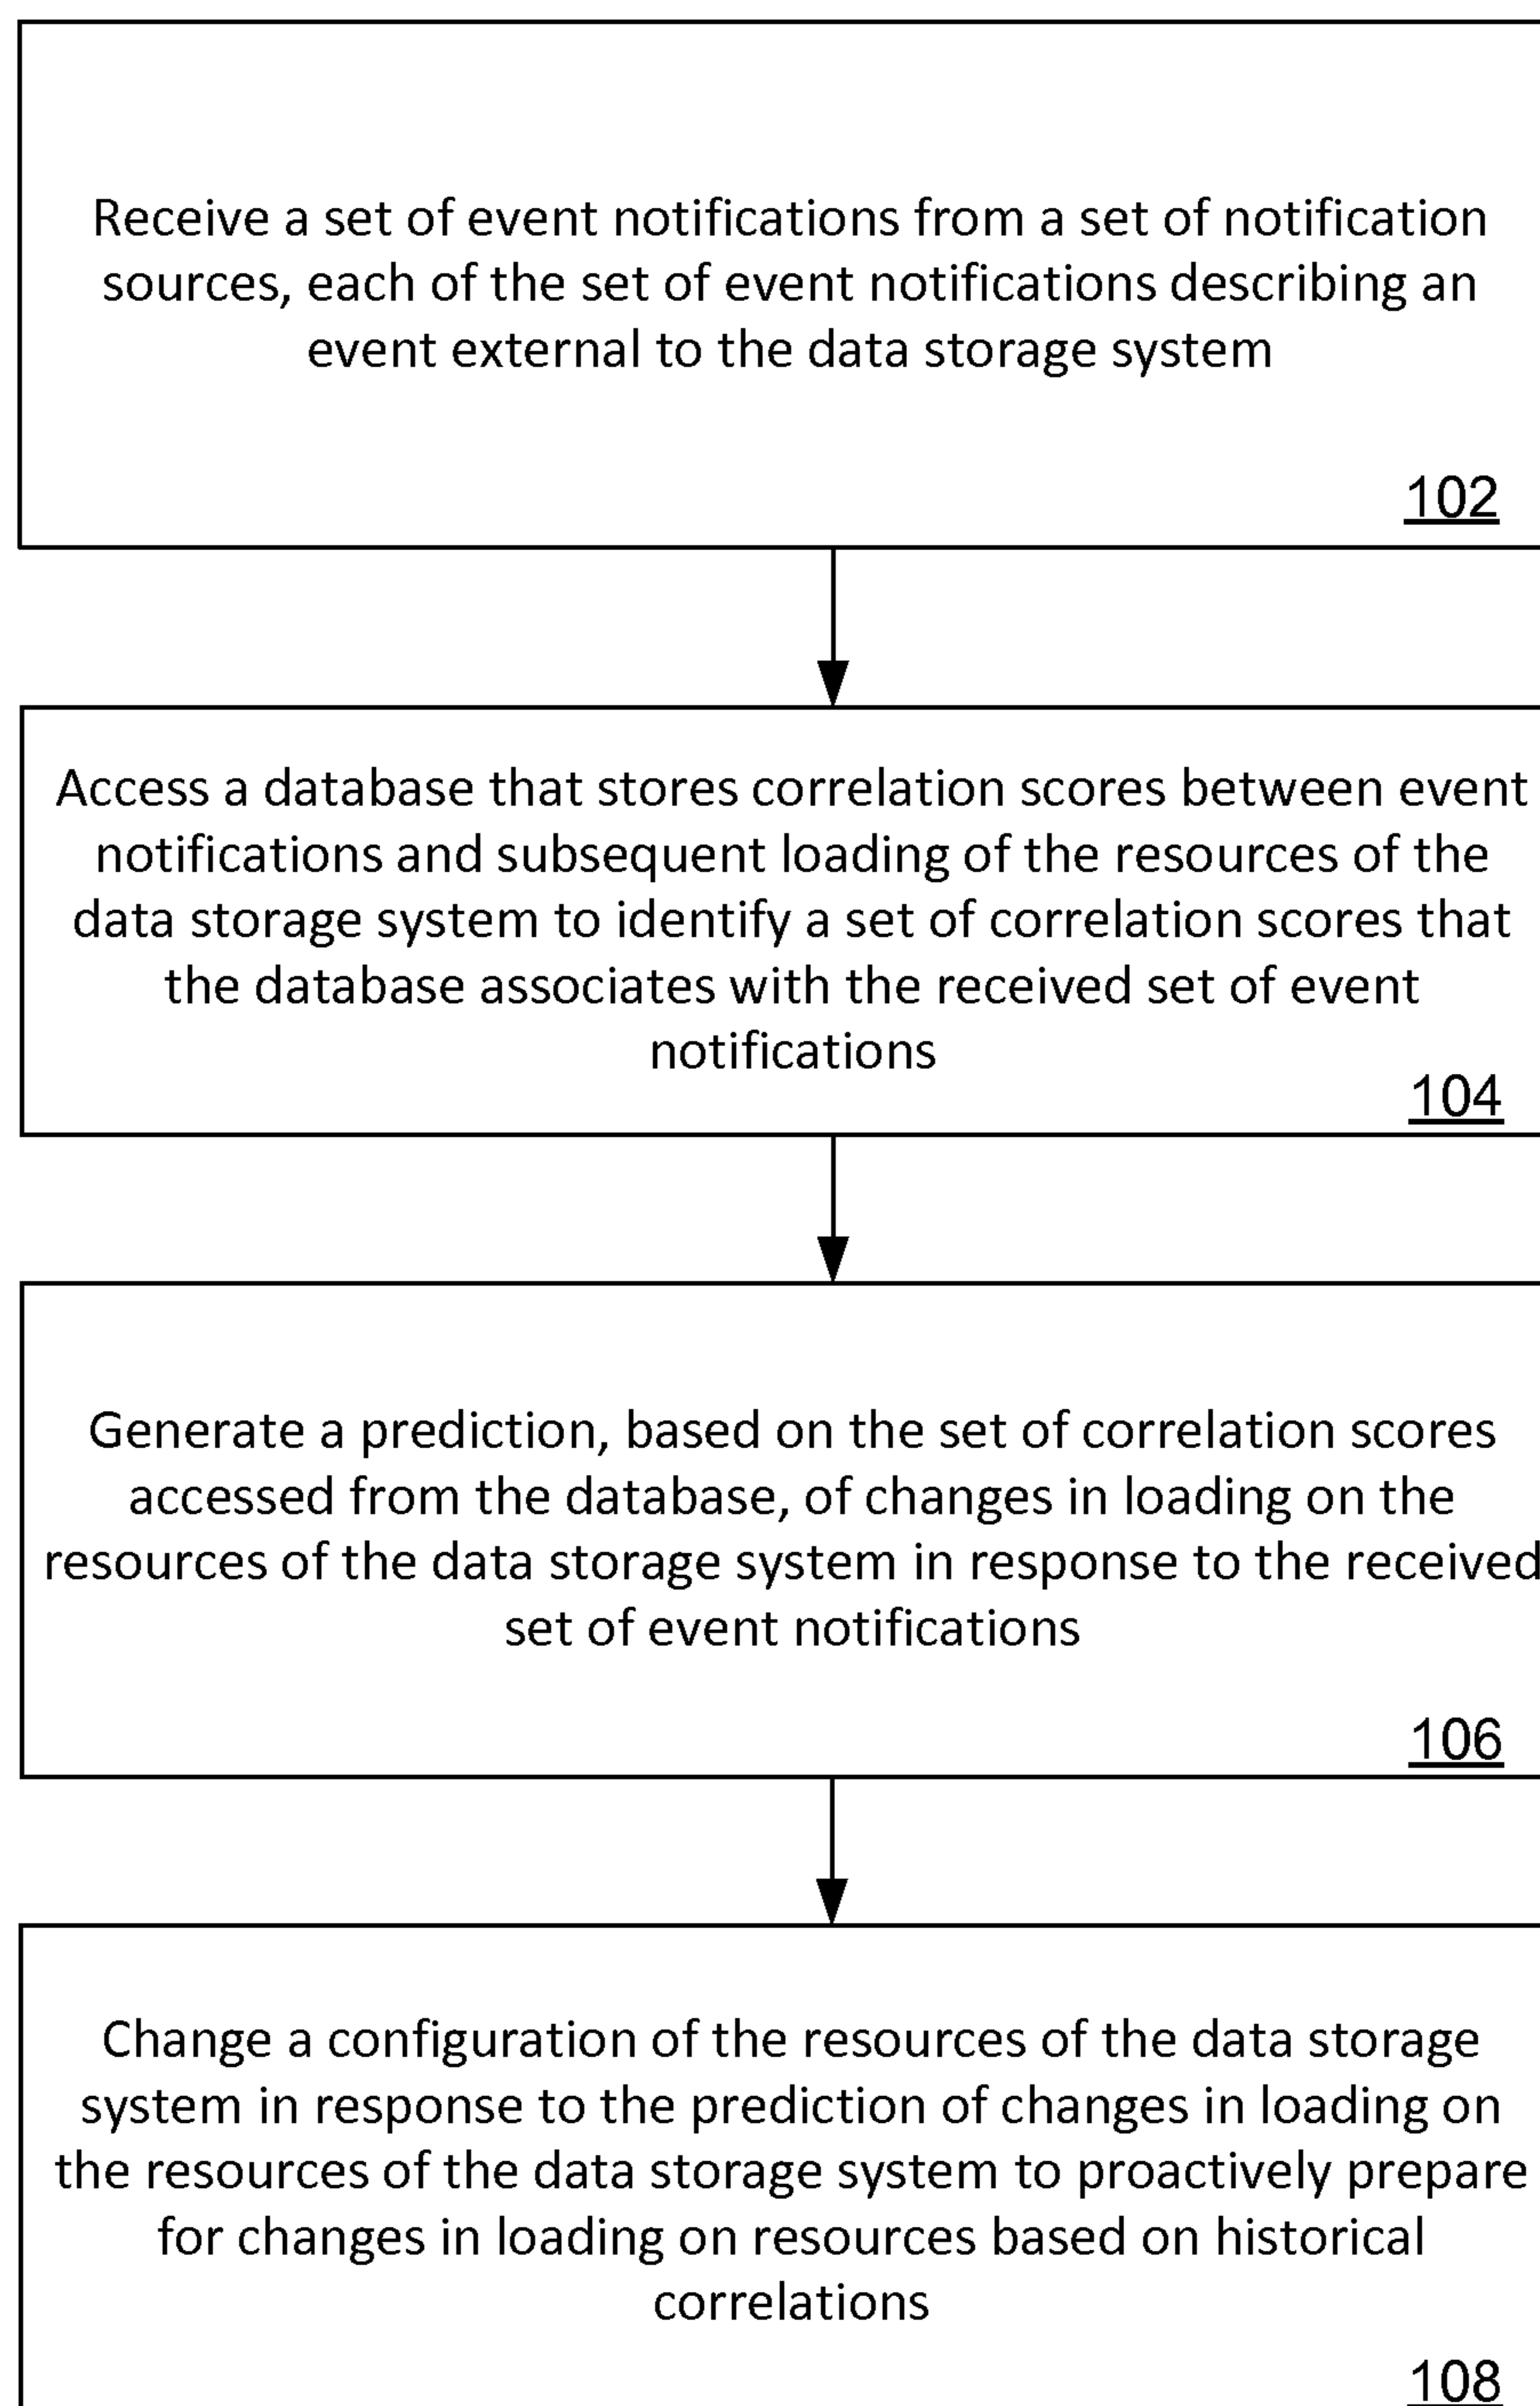 Receive a set of event notifications from a set of notification
sources, each of the set of event notifications describing an
event external to the data storage system
102
Access a database that stores correlation scores between event
notifications and subsequent loading of the resources of the
data storage system to identify a set of correlation scores that
the database associates with the received set of event
notifications
104
Generate a prediction, based on the set of correlation scores
accessed from the database, of changes in loading on the
resources of the data storage system in response to the received
set of event notifications
106
Change a configuration of the resources of the data storage
system in response to the prediction of changes in loading on
the resources of the data storage system to proactively prepare
for changes in loading on resources based on historical
correlations
108